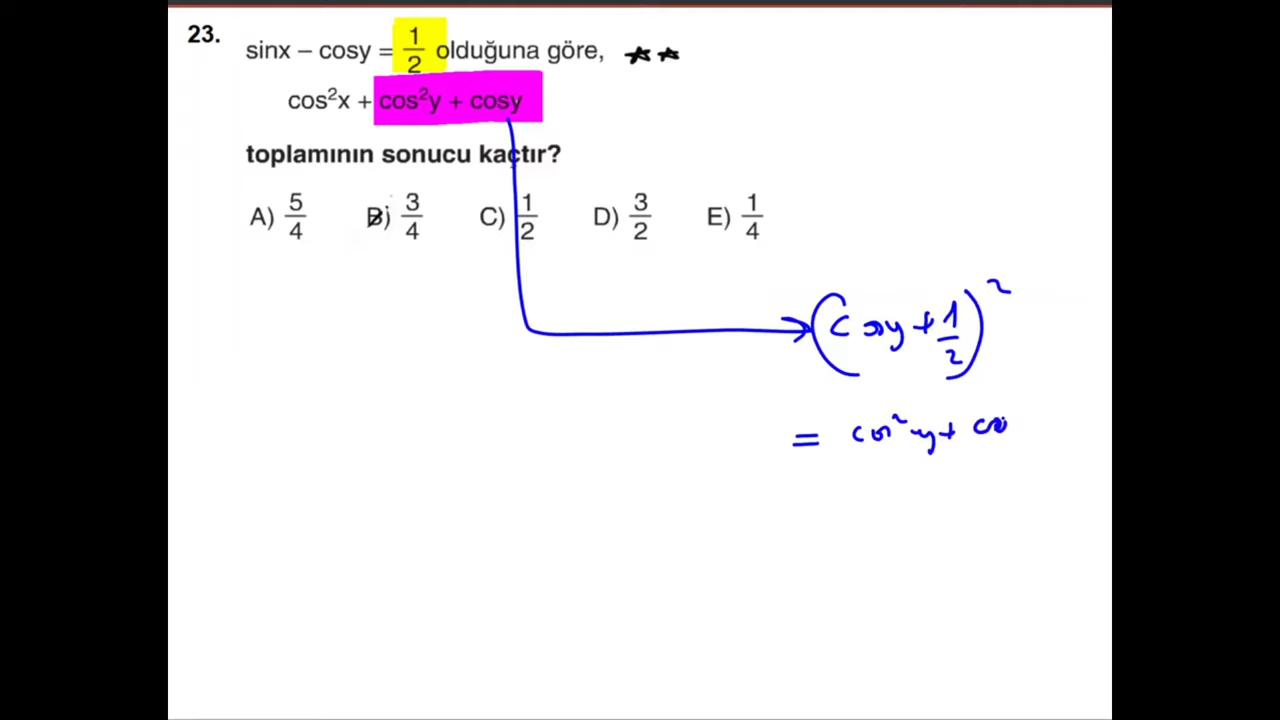 23.
sinx – cosy = 1/2 olduğuna göre,
cos²x + cos²y + cosy
toplamının sonucu kaçtır?
A) 5/4 B) 3/4 C) 1/2 D) 3/2 E) 1/4
(cosy + 1/2)²
= cos²y + cos